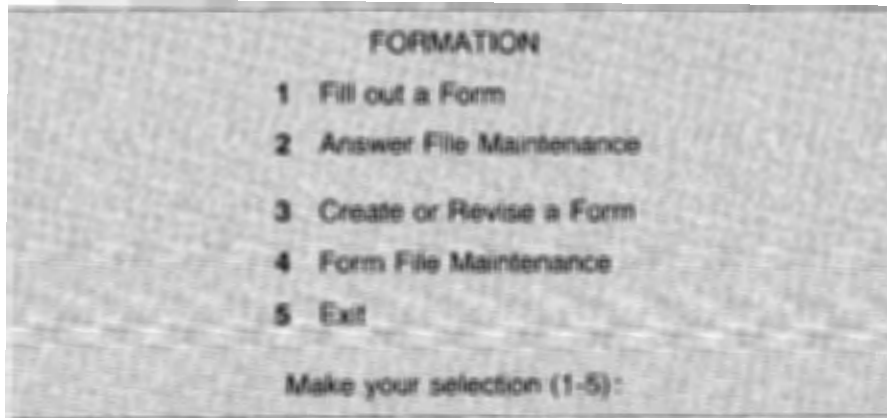 FORMATION
1 Fill out a Form
2 Answer File Maintenance
3 Create or Revise a Form
4 Form File Maintenance
5 Exit
Make your selection (1-5):